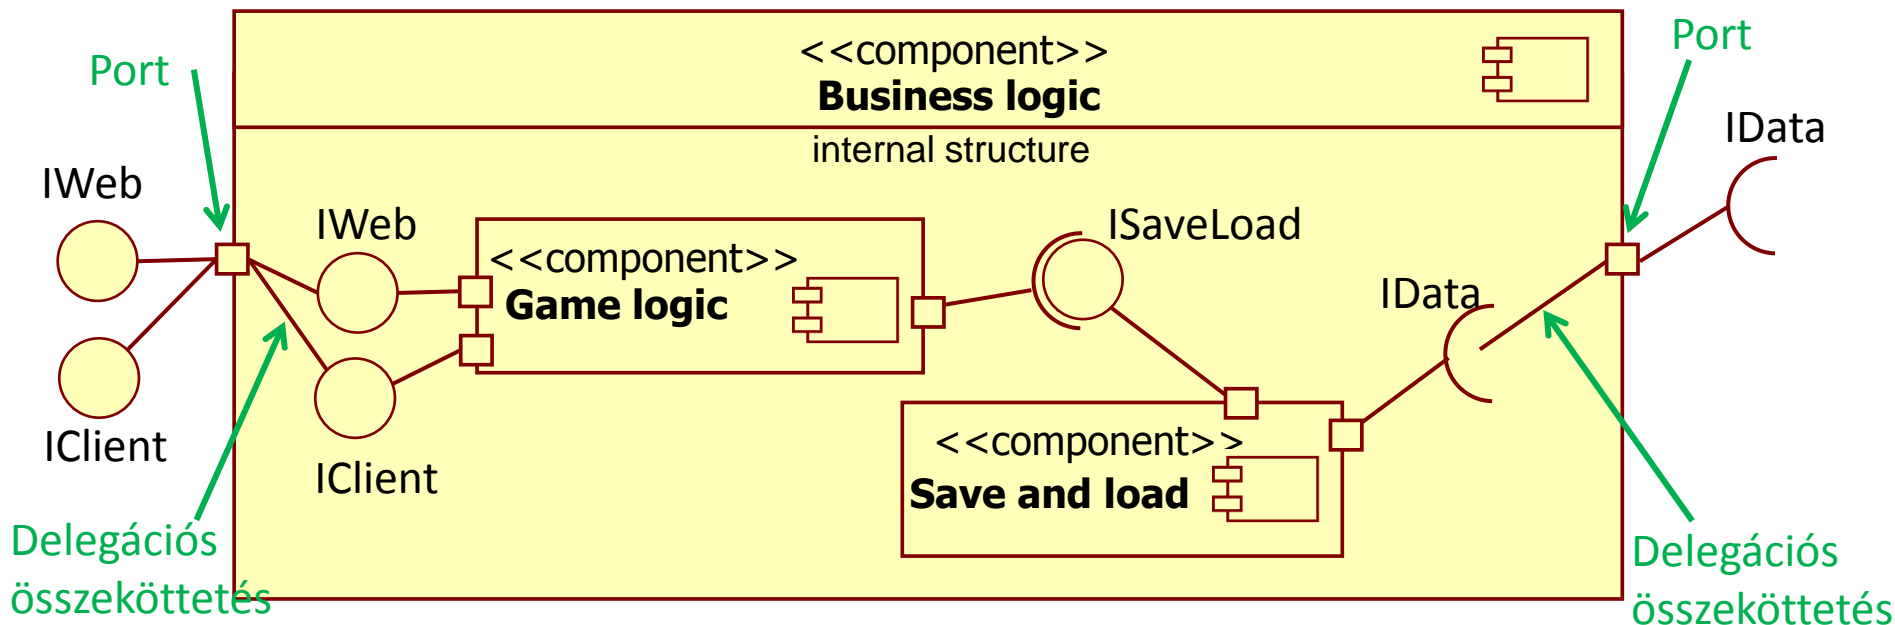 <<component>>
Business logic
internal structure
Port
Port
IData
IWeb
IWeb
<<component>>
Game logic
ISaveLoad
IData
IClient
IClient
<<component>>
Save and load
Delegációs
összeköttetés
Delegációs
összeköttetés